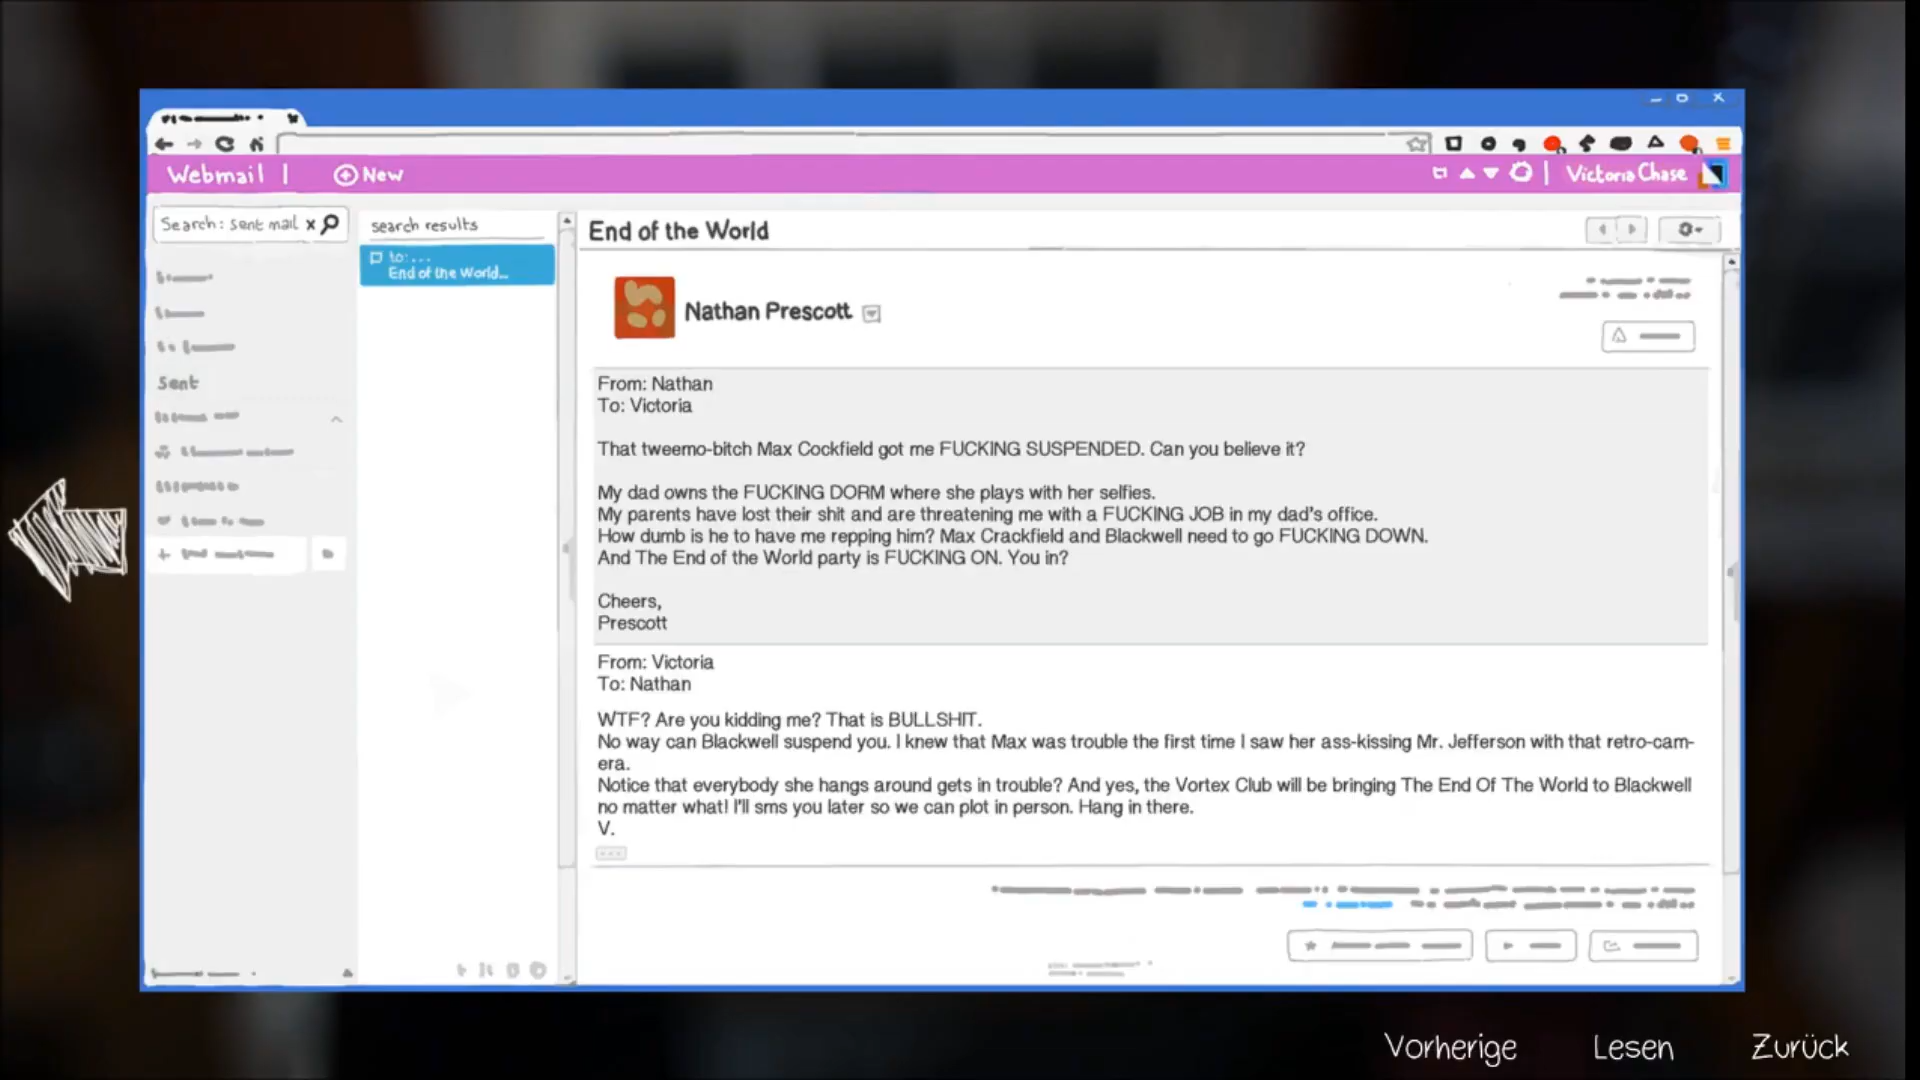 Webmail | New
Victoria Chase
Search: sent mail x
search results
to:...
End of the World...
Sent
End of the World
Nathan Prescott
From: Nathan
To: Victoria
That tweemo-bitch Max Cockfield got me FUCKING SUSPENDED. Can you believe it?
My dad owns the FUCKING DORM where she plays with her selfies.
My parents have lost their shit and are threatening me with a FUCKING JOB in my dad's office.
How dumb is he to have me repping him? Max Crackfield and Blackwell need to go FUCKING DOWN.
And The End of the World party is FUCKING ON. You in?
Cheers,
Prescott
From: Victoria
To: Nathan
WTF? Are you kidding me? That is BULLSHIT.
No way can Blackwell suspend you. I knew that Max was trouble the first time I saw her ass-kissing Mr. Jefferson with that retro-cam-
era.
Notice that everybody she hangs around gets in trouble? And yes, the Vortex Club will be bringing The End Of The World to Blackwell
no matter what! I'll sms you later so we can plot in person. Hang in there.
V.
Vorherige Lesen Zurück